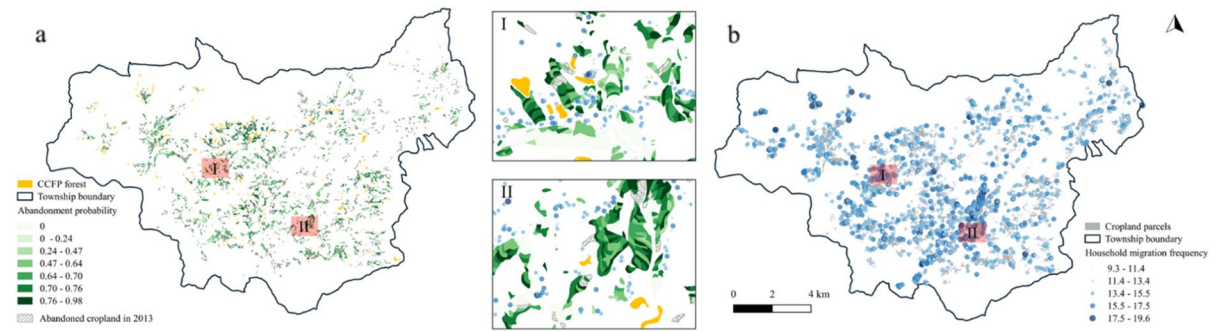 a
I
II
CCFP forest
Township boundary
Abandonment probability
0
0 - 0.24
0.24 - 0.47
0.47 - 0.64
0.64 - 0.70
0.70 - 0.76
0.76 - 0.98
Abandoned cropland in 2013
I
II
b
I
II
0 2 4 km
Cropland parcels
Township boundary
Household migration frequency
9.3 - 11.4
11.4 - 13.4
13.4 - 15.5
15.5 - 17.5
17.5 - 19.6